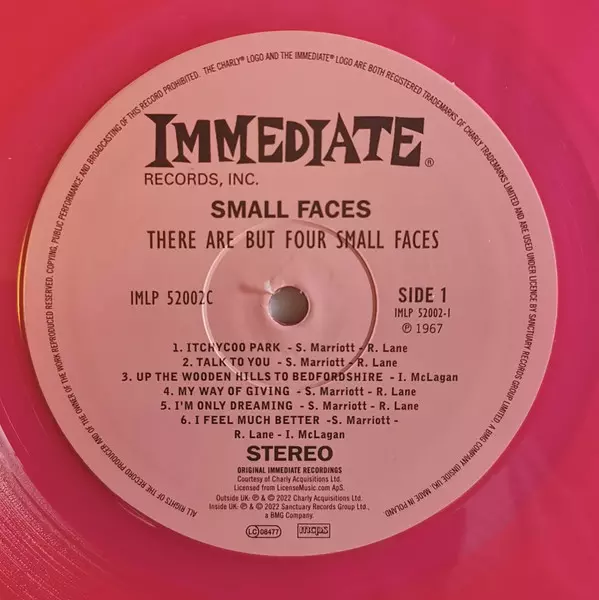 ALL RIGHTS OF THE RECORD PRODUCER AND OF THE OWNER OF THE WORK REPRODUCED RESERVED. COPYING, PUBLIC PERFORMANCE AND BROADCASTING OF THIS RECORD PROHIBITED. THE CHARLY® LOGO AND THE IMMEDIATE® LOGO ARE BOTH REGISTERED TRADEMARKS OF CHARLY TRADEMARKS LIMITED AND ARE USED UNDER LICENCE BY SANCTUARY RECORDS GROUP LIMITED, A BMG COMPANY (INSIDE UK). MADE IN POLAND
IMMEDIATE®
RECORDS, INC.
SMALL FACES
THERE ARE BUT FOUR SMALL FACES
IMLP 52002C
SIDE 1
IMLP 52002-1
℗ 1967
1. ITCHYCOO PARK - S. Marriott - R. Lane
2. TALK TO YOU - S. Marriott - R. Lane
3. UP THE WOODEN HILLS TO BEDFORDSHIRE - I. McLagan
4. MY WAY OF GIVING - S. Marriott - R. Lane
5. I'M ONLY DREAMING - S. Marriott - R. Lane
6. I FEEL MUCH BETTER -S. Marriott -
R. Lane - I. McLagan
STEREO
ORIGINAL IMMEDIATE RECORDINGS
Courtesy of Charly Acquisitions Ltd.
Licensed from LicenseMusic.com ApS.
Outside UK: ℗ & © 2022 Charly Acquisitions Ltd.
Inside UK: ℗ & © 2022 Sanctuary Records Group Ltd.,
a BMG Company.
LC 08477
mcps